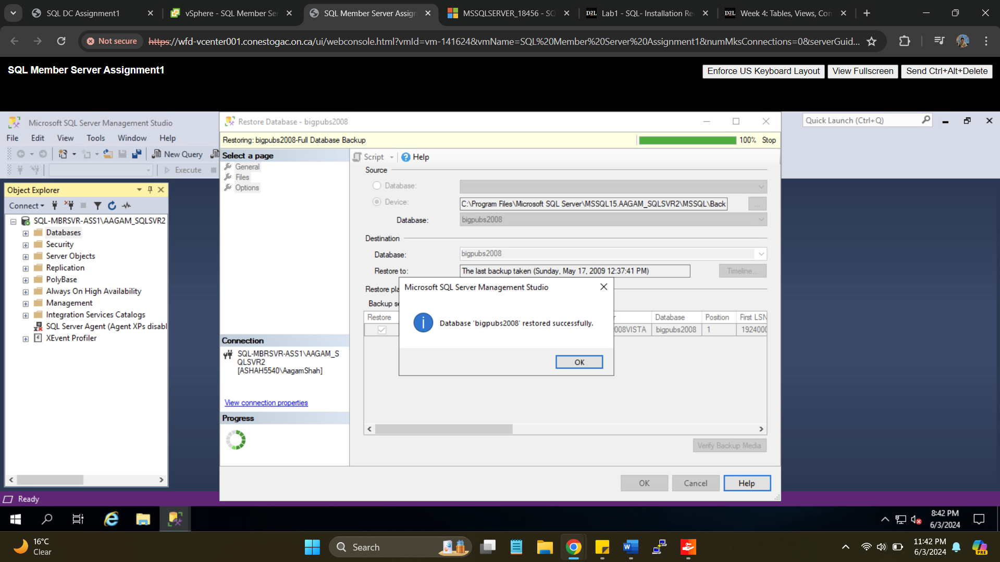 SQL DC Assignment1
vSphere - SQL Member Se
SQL Member Server Assign
MSSQLSERVER_18456 - SQ
D2L Lab1 - SQL- Installation Re
D2L Week 4: Tables, Views, Con
Not secure
https://wfd-vcenter001.conestogac.on.ca/ui/webconsole.html?vmId=vm-141624&vmName=SQL%20Member%20Server%20Assignment1&numMksConnections=0&serverGuid...
SQL Member Server Assignment1
Enforce US Keyboard Layout
View Fullscreen
Send Ctrl+Alt+Delete
Microsoft SQL Server Management Studio
Quick Launch (Ctrl+Q)
File Edit View Tools Window Help
New Query
Execute
Object Explorer
Connect
SQL-MBRSVR-ASS1\AAGAM_SQLSVR2
Databases
Security
Server Objects
Replication
PolyBase
Always On High Availability
Management
Integration Services Catalogs
SQL Server Agent (Agent XPs disabl
XEvent Profiler
Ready
Restore Database - bigpubs2008
Restoring: bigpubs2008-Full Database Backup
100% Stop
Select a page
General
Files
Options
Connection
SQL-MBRSVR-ASS1\AAGAM_S
QLSVR2
[ASHAH5540\AagamShah]
View connection properties
Progress
Script
Help
Source
Database:
Device:
C:\Program Files\Microsoft SQL Server\MSSQL15.AAGAM_SQLSVR2\MSSQL\Back
...
Database:
bigpubs2008
Destination
Database:
bigpubs2008
Restore to:
The last backup taken (Sunday, May 17, 2009 12:37:41 PM)
Timeline...
Restore pla
Backup se
Restore
r Database Position First LSN
008VISTA bigpubs2008 1 1924000
Microsoft SQL Server Management Studio
Database 'bigpubs2008' restored successfully.
OK
Verify Backup Media
OK
Cancel
Help
8:42 PM
6/3/2024
16°C
Clear
Search
11:42 PM
6/3/2024
PRE